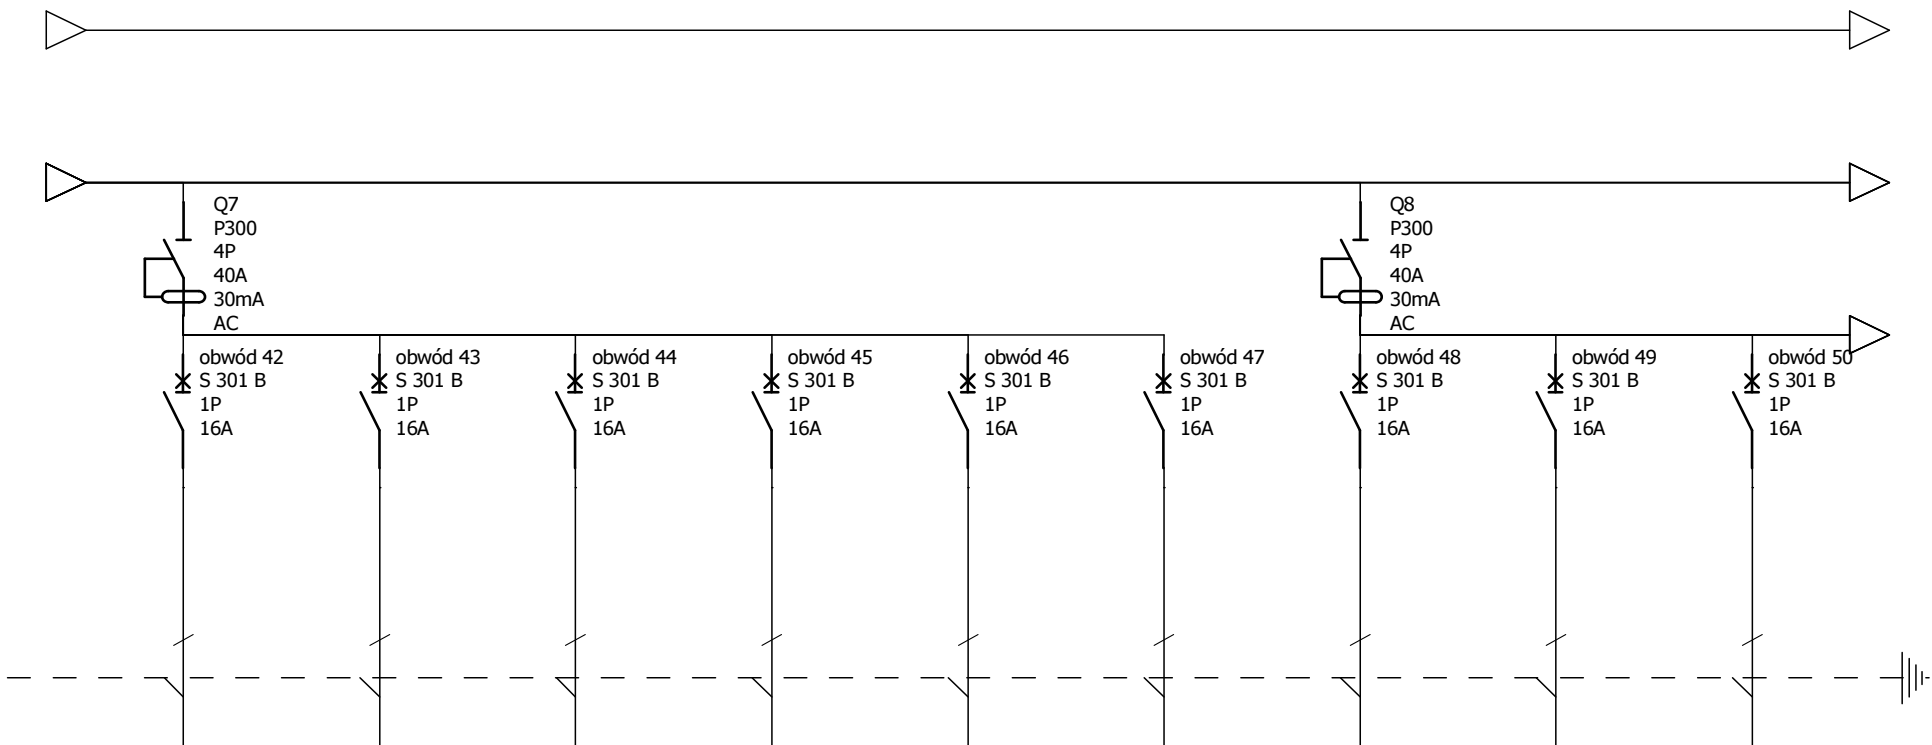 Q7
P300
4P
40A
30mA
AC
Q8
P300
4P
40A
30mA
AC
obwód 42
S 301 B
1P
16A
obwód 43
S 301 B
1P
16A
obwód 44
S 301 B
1P
16A
obwód 45
S 301 B
1P
16A
obwód 46
S 301 B
1P
16A
obwód 47
S 301 B
1P
16A
obwód 48
S 301 B
1P
16A
obwód 49
S 301 B
1P
16A
obwód 50
S 301 B
1P
16A